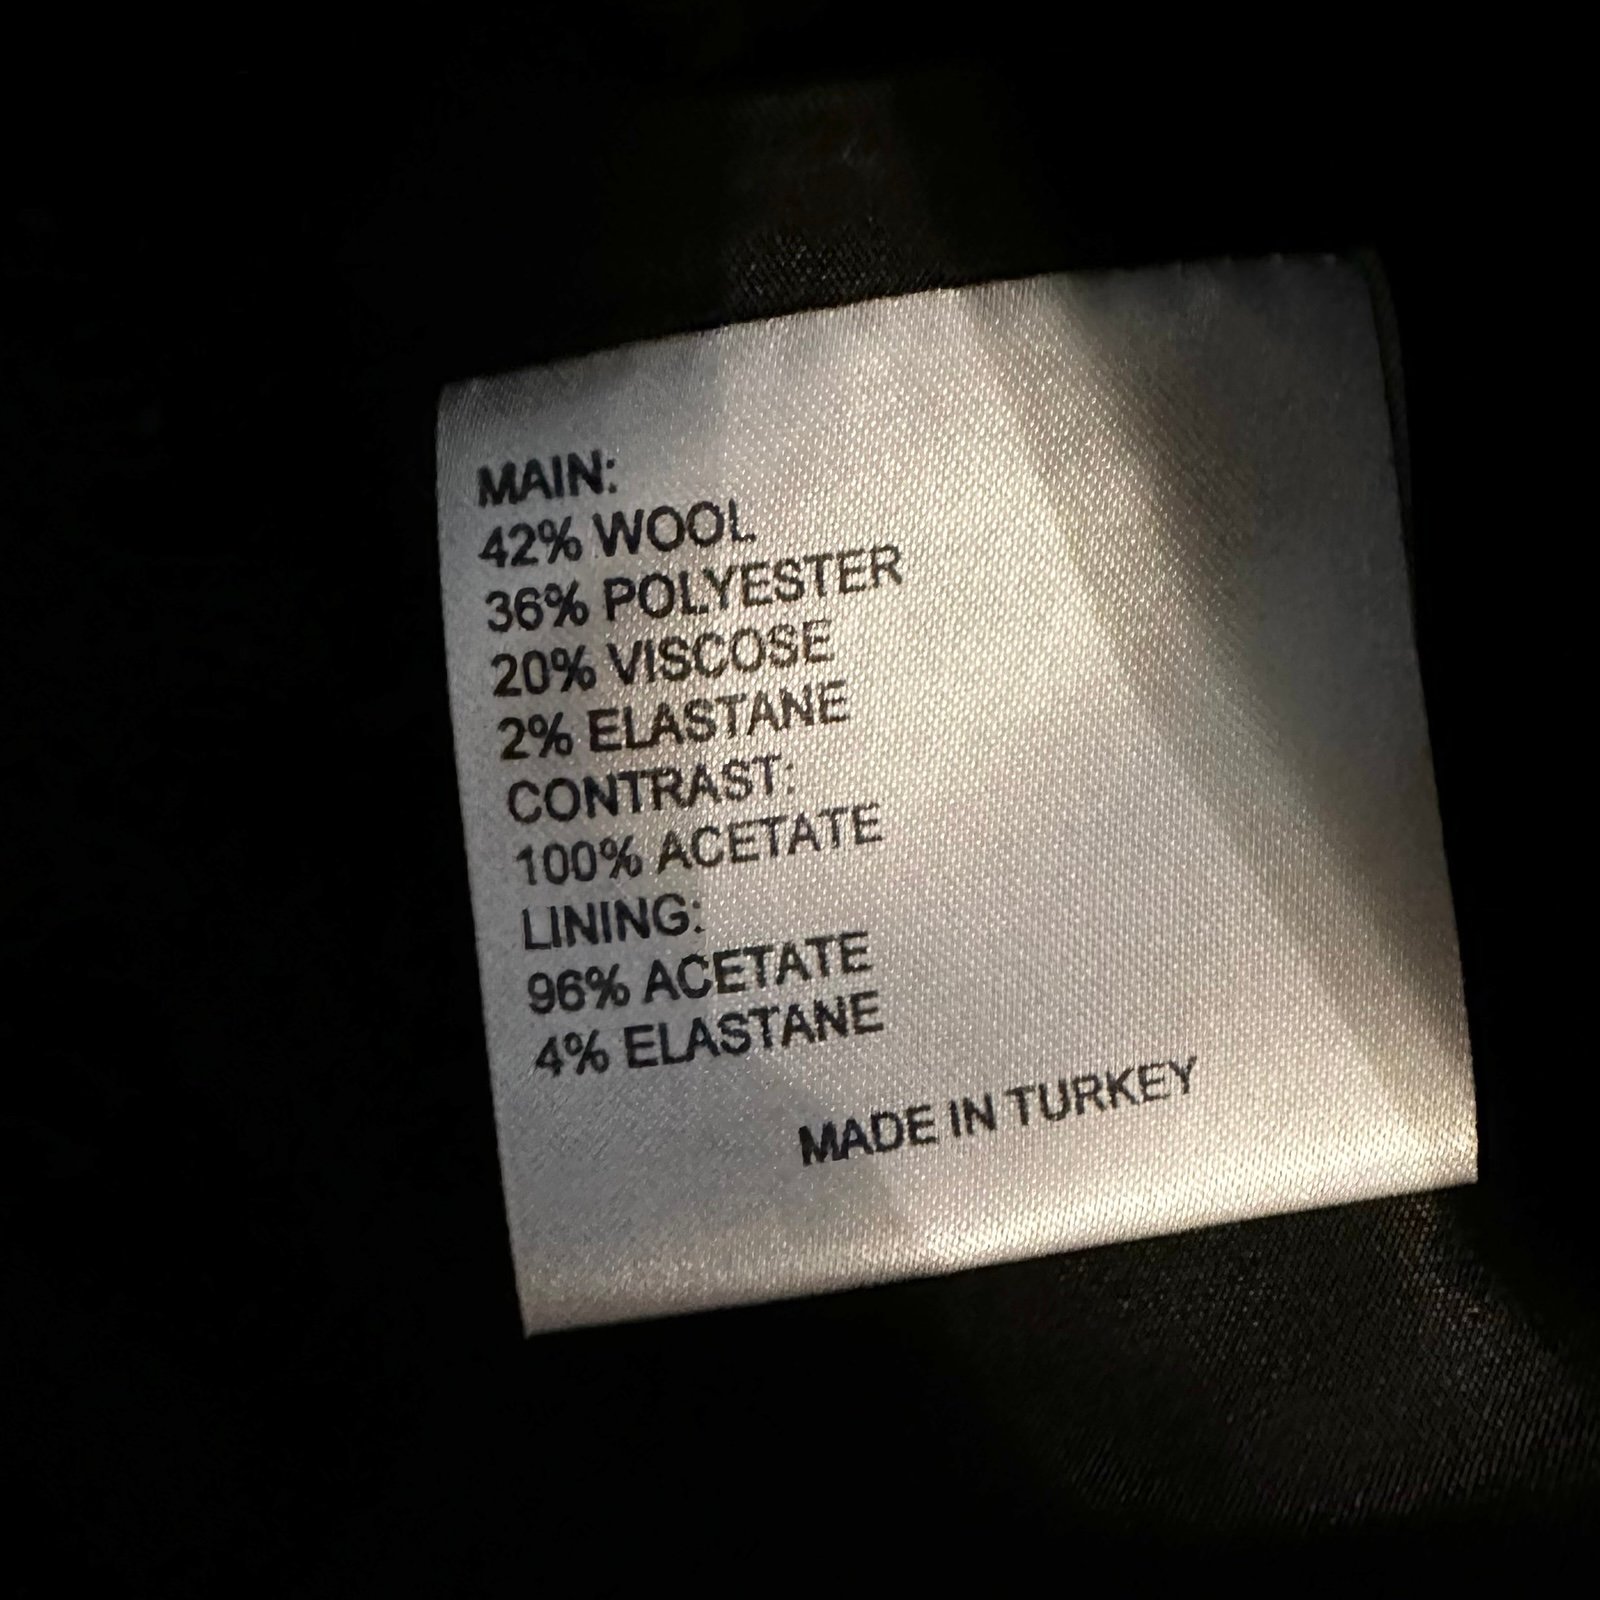 MAIN:
42% WOOL
36% POLYESTER
20% VISCOSE
2% ELASTANE
CONTRAST:
100% ACETATE
LINING:
96% ACETATE
4% ELASTANE
MADE IN TURKEY